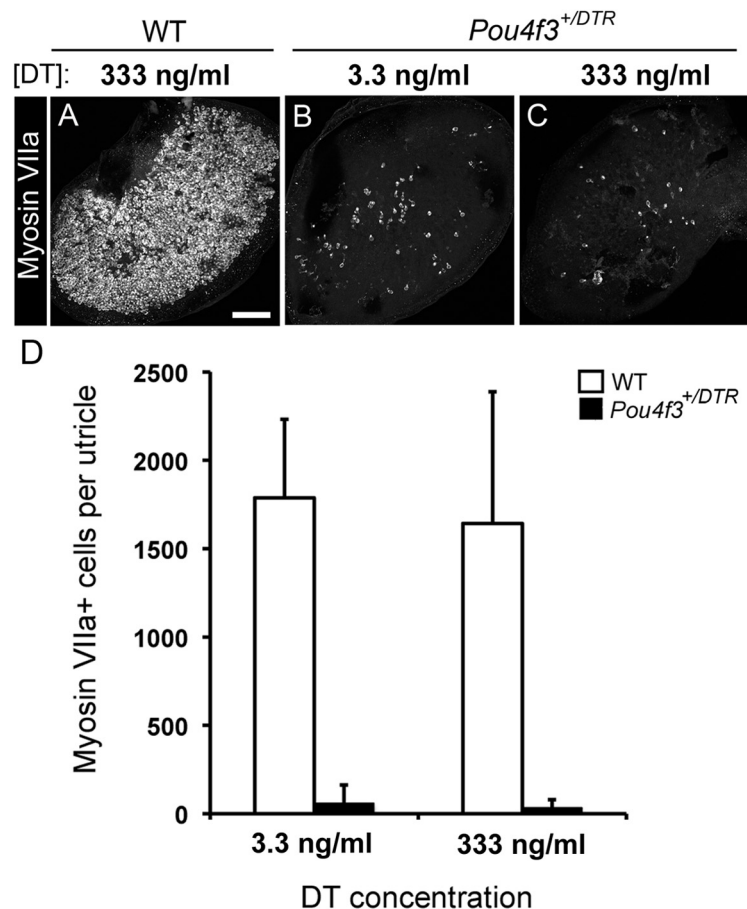 WT Pou4f3+/DTR
[DT]: 333 ng/ml 3.3 ng/ml 333 ng/ml
Myosin VIIa
A B C
D
Myosin VIIa+ cells per utricle
2500
2000
1500
1000
500
0
WT
Pou4f3+/DTR
3.3 ng/ml 333 ng/ml
DT concentration